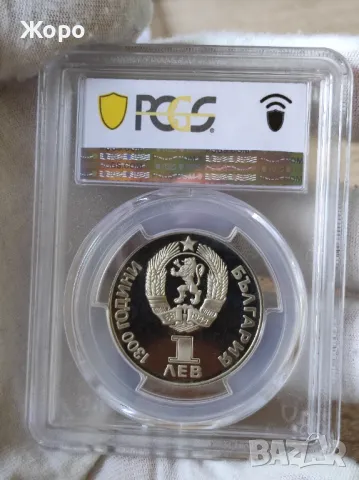 Жоро
PCGS
1300 ГОДИНИ
БЪЛГАРИЯ
1
ЛЕВ
BAZAR